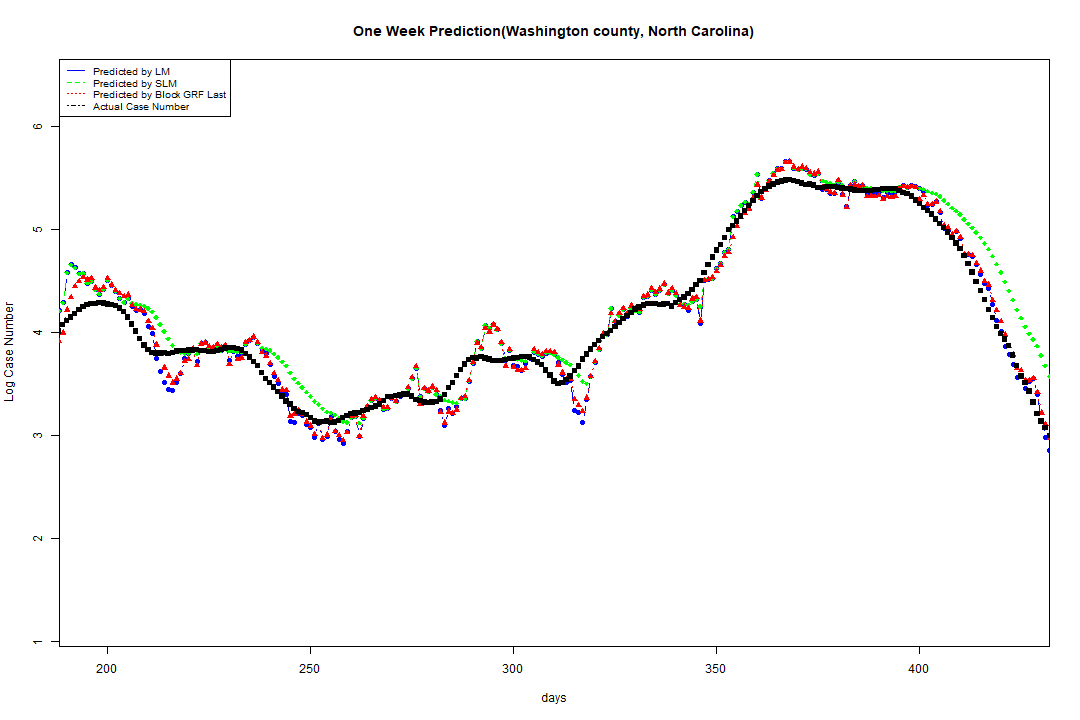 One Week Prediction(Washington county, North Carolina)
Predicted by LM
Predicted by SLM
Predicted by Block GRF Last
Actual Case Number
6
5
4
3
2
1
Log Case Number
200 250 300 350 400
days